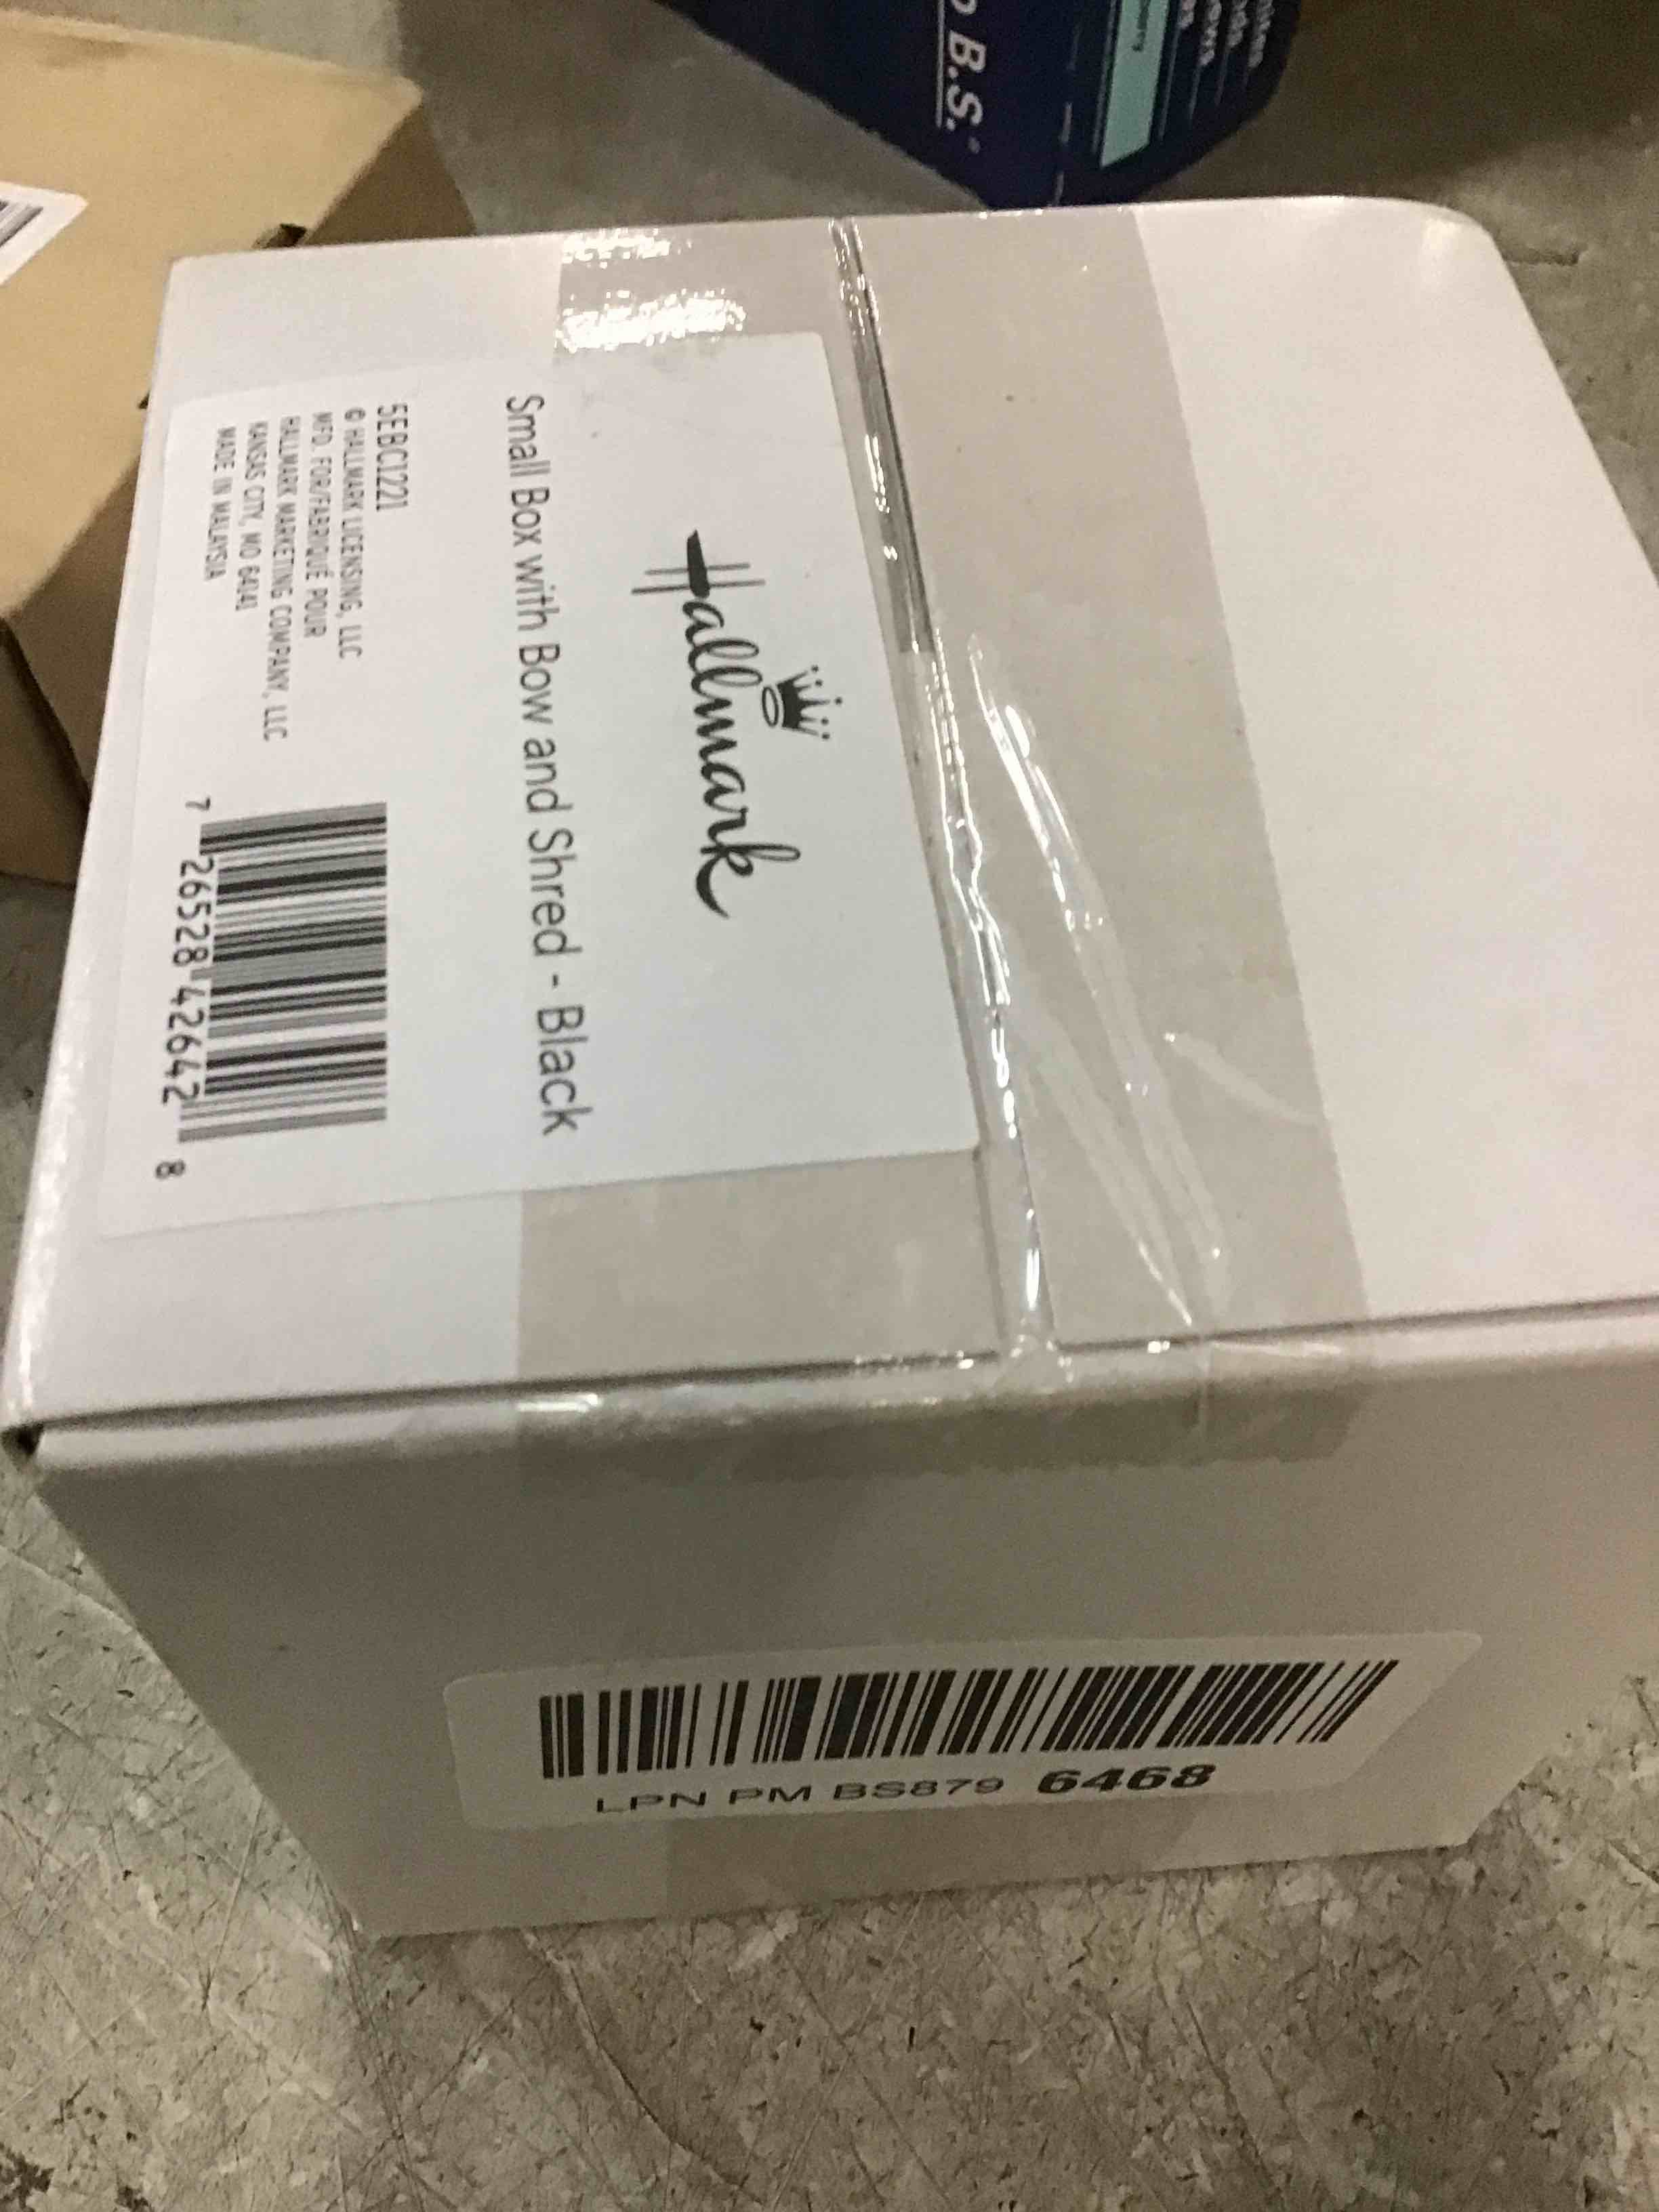 Hallmark
Small Box with Bow and Shred - Black
5EBC1221
© HALLMARK LICENSING, LLC
MFD. FOR/FABRIQUÉ POUR
HALLMARK MARKETING COMPANY, LLC
KANSAS CITY, MO 64141
MADE IN MALAYSIA
7 26528 42642 8
LPN PM BS879 6468
B.S.